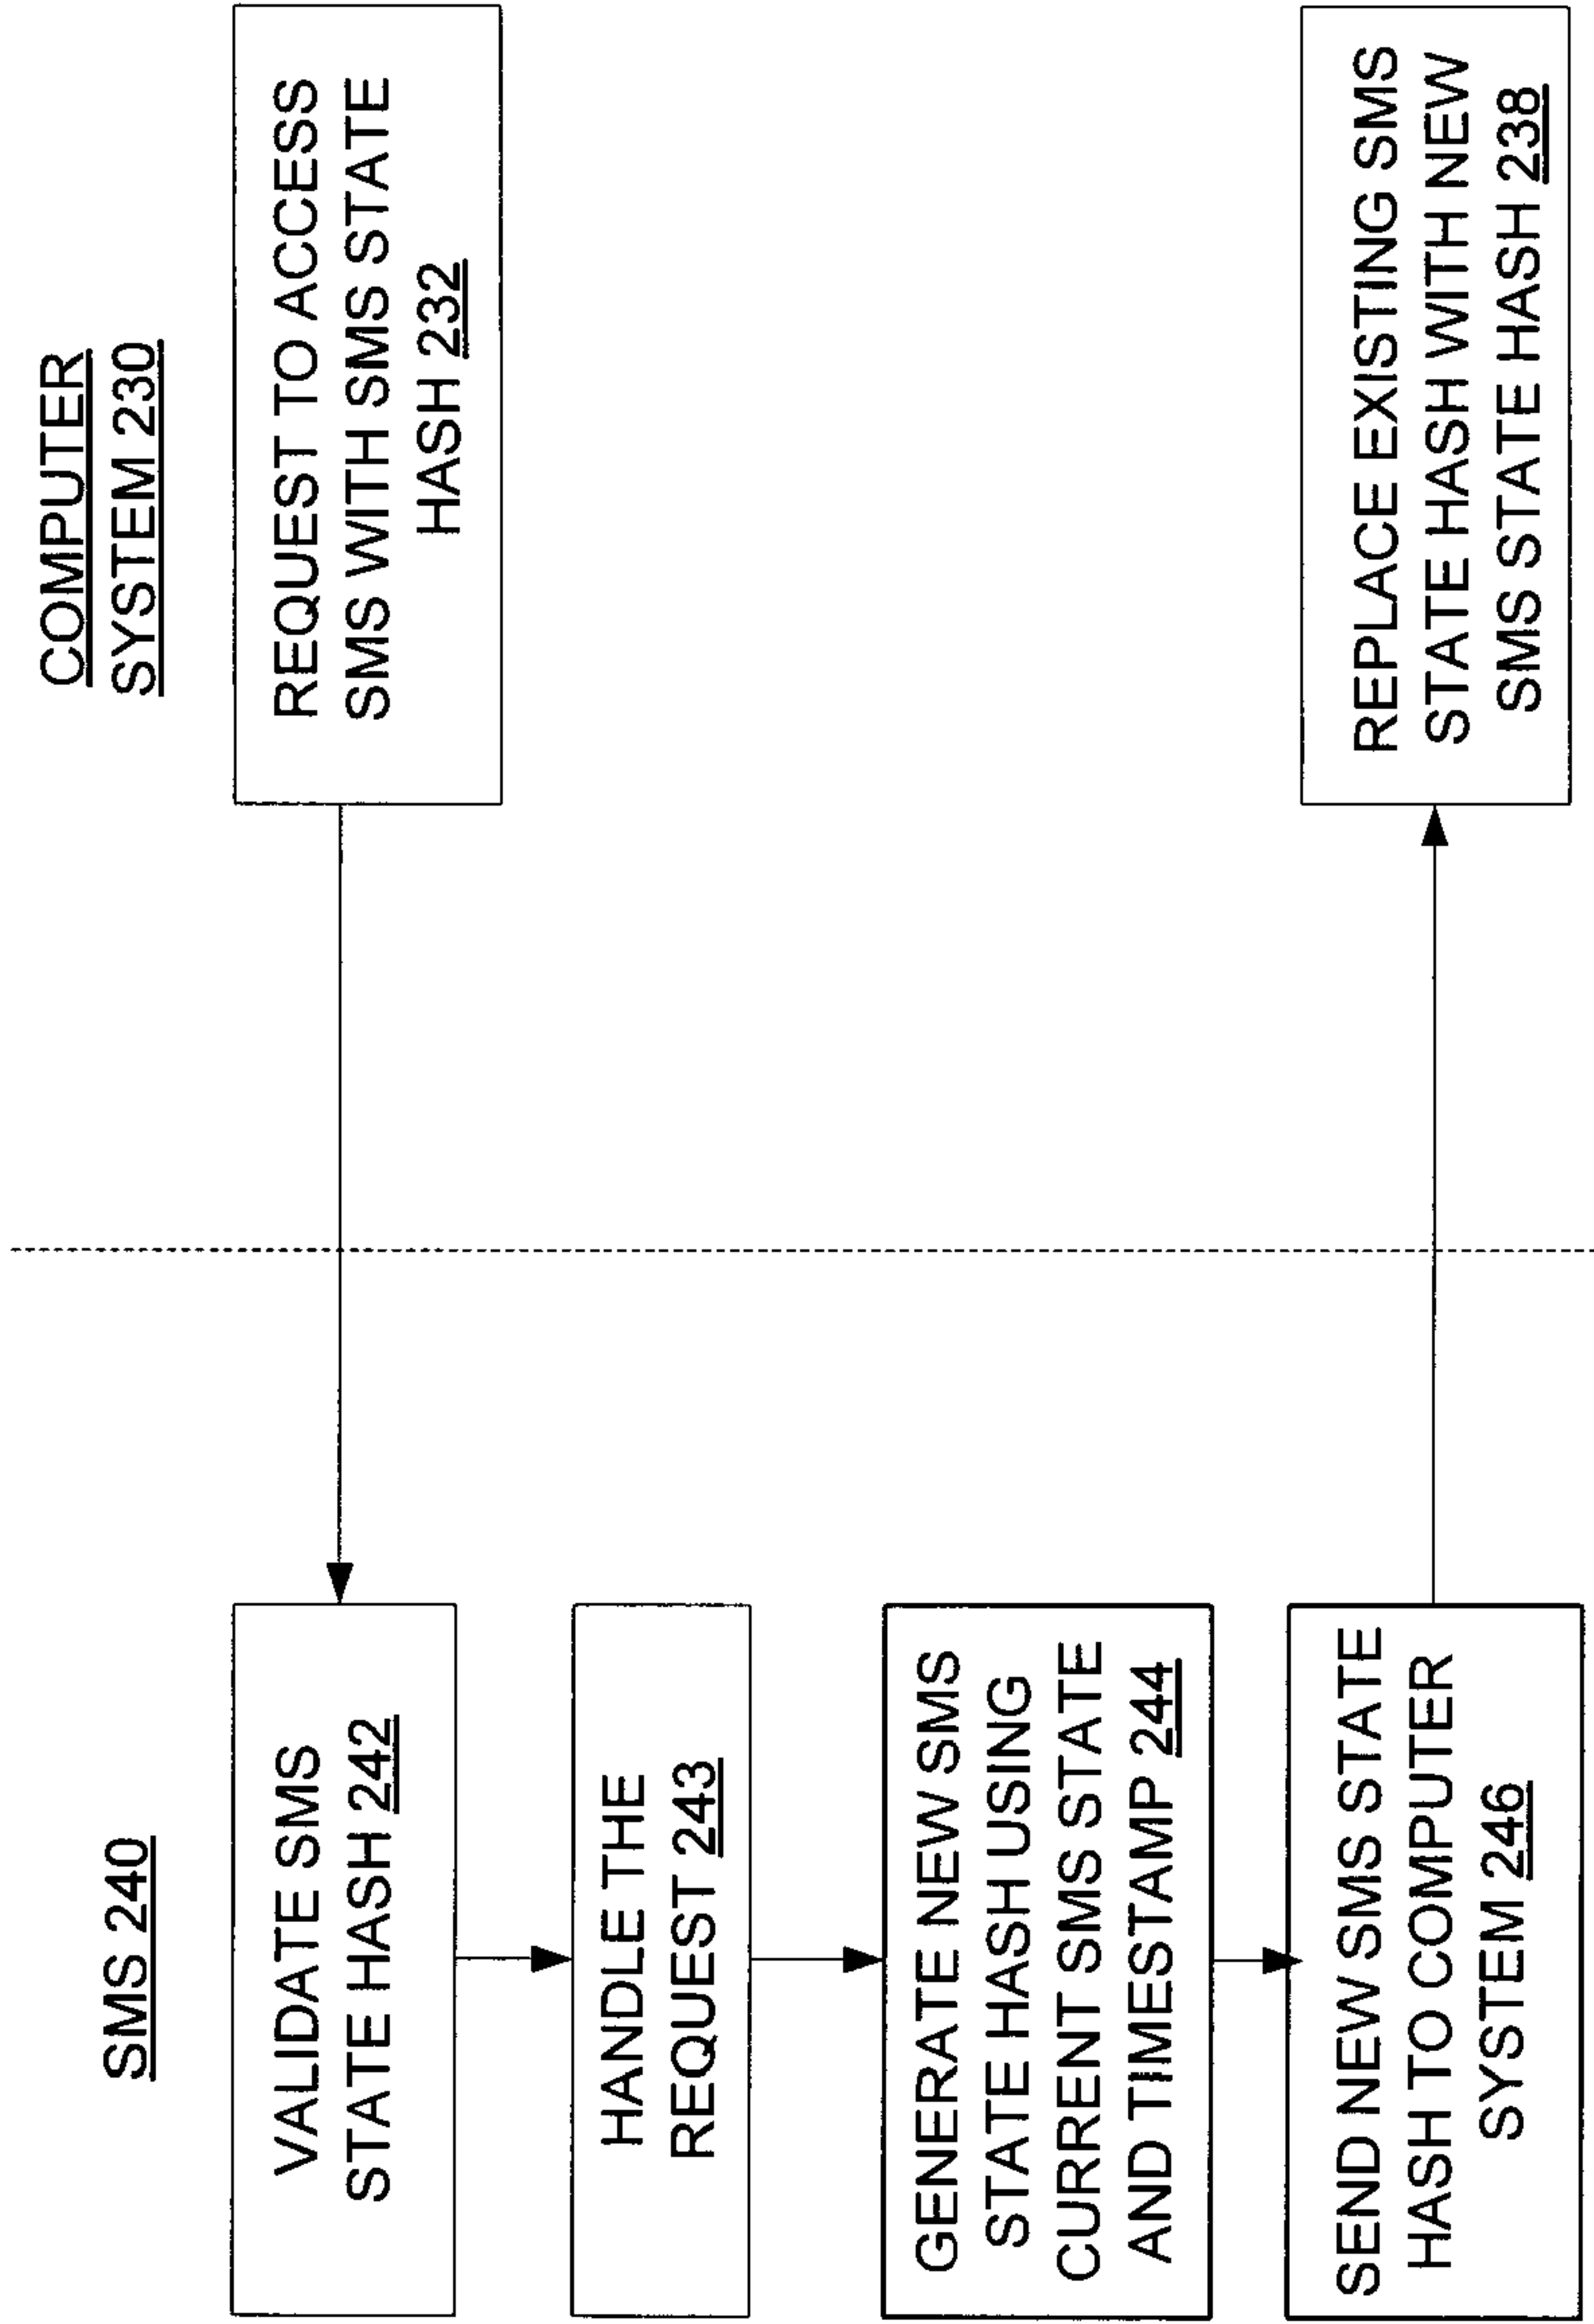 SMS 240
COMPUTER
SYSTEM 230
VALIDATE SMS
STATE HASH 242
REQUEST TO ACCESS
SMS WITH SMS STATE
HASH 232
HANDLE THE
REQUEST 243
GENERATE NEW SMS
STATE HASH USING
CURRENT SMS STATE
AND TIMESTAMP 244
SEND NEW SMS STATE
HASH TO COMPUTER
SYSTEM 246
REPLACE EXISTING SMS
STATE HASH WITH NEW
SMS STATE HASH 238